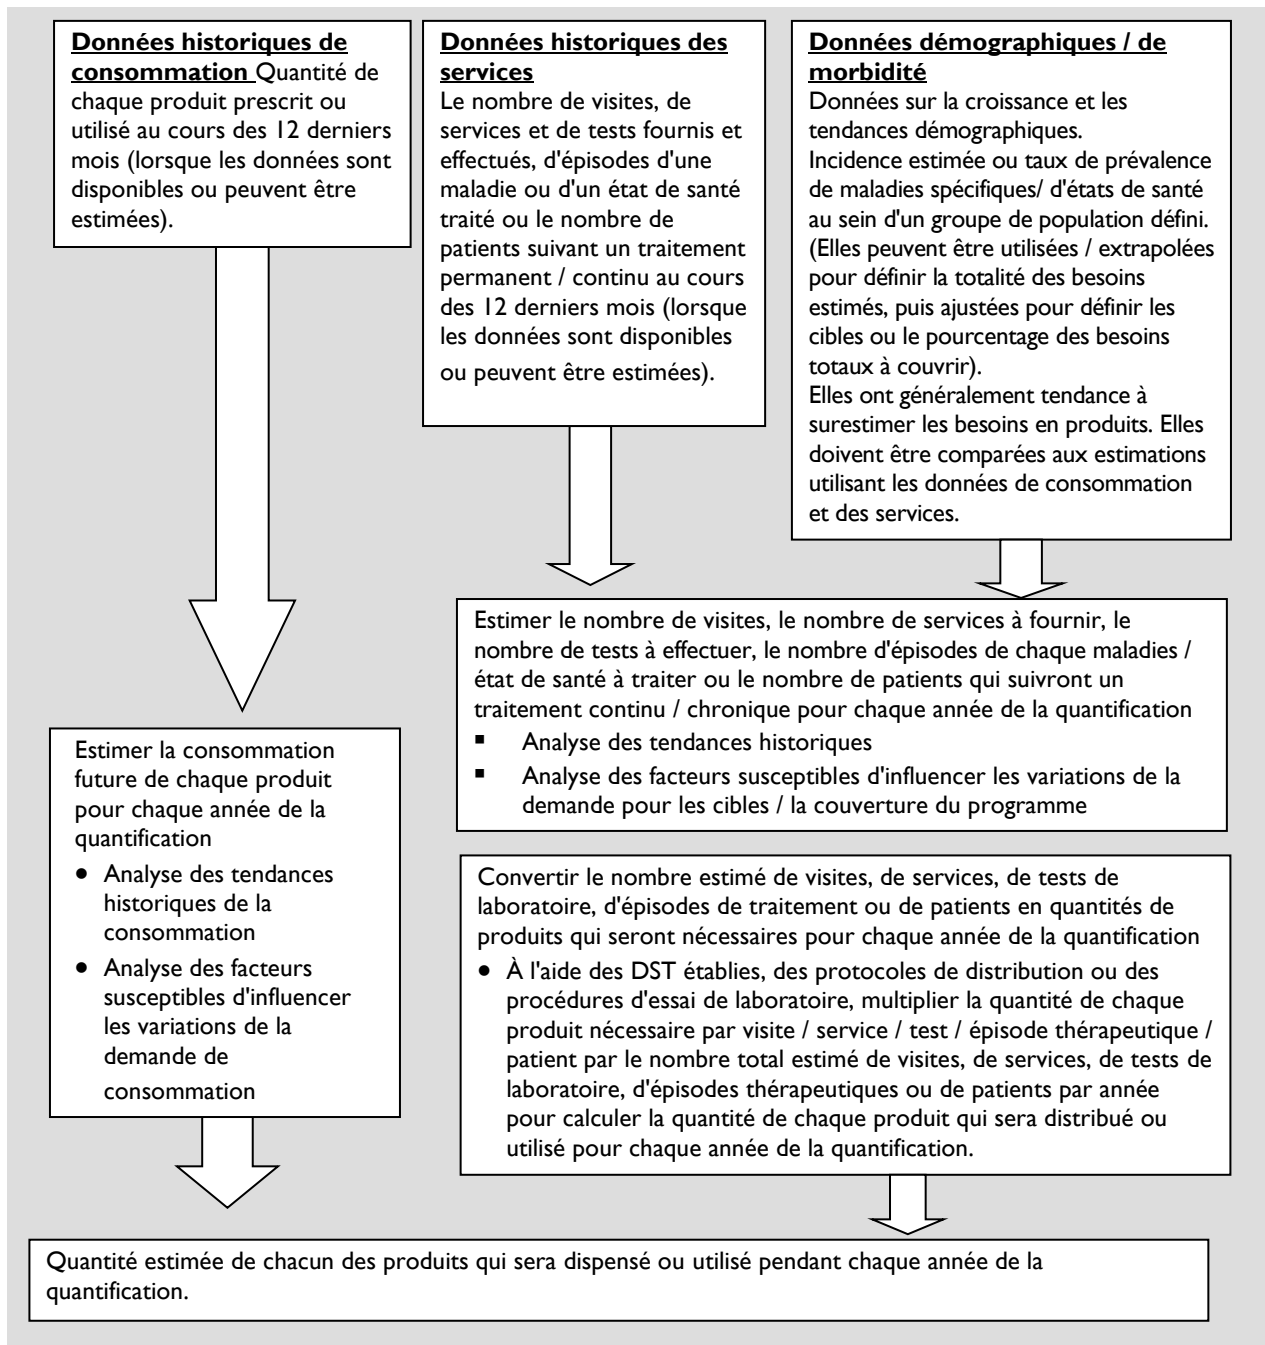 Données historiques de
consommation Quantité de
chaque produit prescrit ou
utilisé au cours des 12 derniers
mois (lorsque les données sont
disponibles ou peuvent être
estimées).
Données historiques des
services
Le nombre de visites, de
services et de tests fournis et
effectués, d'épisodes d'une
maladie ou d'un état de santé
traité ou le nombre de
patients suivant un traitement
permanent / continu au cours
des 12 derniers mois (lorsque
les données sont disponibles
ou peuvent être estimées).
Données démographiques / de
morbidité
Données sur la croissance et les
tendances démographiques.
Incidence estimée ou taux de prévalence
de maladies spécifiques/ d'états de santé
au sein d'un groupe de population défini.
(Elles peuvent être utilisées / extrapolées
pour définir la totalité des besoins
estimés, puis ajustées pour définir les
cibles ou le pourcentage des besoins
totaux à couvrir).
Elles ont généralement tendance à
surestimer les besoins en produits. Elles
doivent être comparées aux estimations
utilisant les données de consommation
et des services.
Estimer le nombre de visites, le nombre de services à fournir, le
nombre de tests à effectuer, le nombre d'épisodes de chaque maladies /
état de santé à traiter ou le nombre de patients qui suivront un
traitement continu / chronique pour chaque année de la quantification
▪ Analyse des tendances historiques
▪ Analyse des facteurs susceptibles d'influencer les variations de la
demande pour les cibles / la couverture du programme
Estimer la consommation
future de chaque produit
pour chaque année de la
quantification
• Analyse des tendances
historiques de la
consommation
• Analyse des facteurs
susceptibles d'influencer
les variations de la
demande de
consommation
Convertir le nombre estimé de visites, de services, de tests de
laboratoire, d'épisodes de traitement ou de patients en quantités de
produits qui seront nécessaires pour chaque année de la quantification
• À l'aide des DST établies, des protocoles de distribution ou des
procédures d'essai de laboratoire, multiplier la quantité de chaque
produit nécessaire par visite / service / test / épisode thérapeutique /
patient par le nombre total estimé de visites, de services, de tests de
laboratoire, d'épisodes thérapeutiques ou de patients par année
pour calculer la quantité de chaque produit qui sera distribué ou
utilisé pour chaque année de la quantification.
Quantité estimée de chacun des produits qui sera dispensé ou utilisé pendant chaque année de la
quantification.